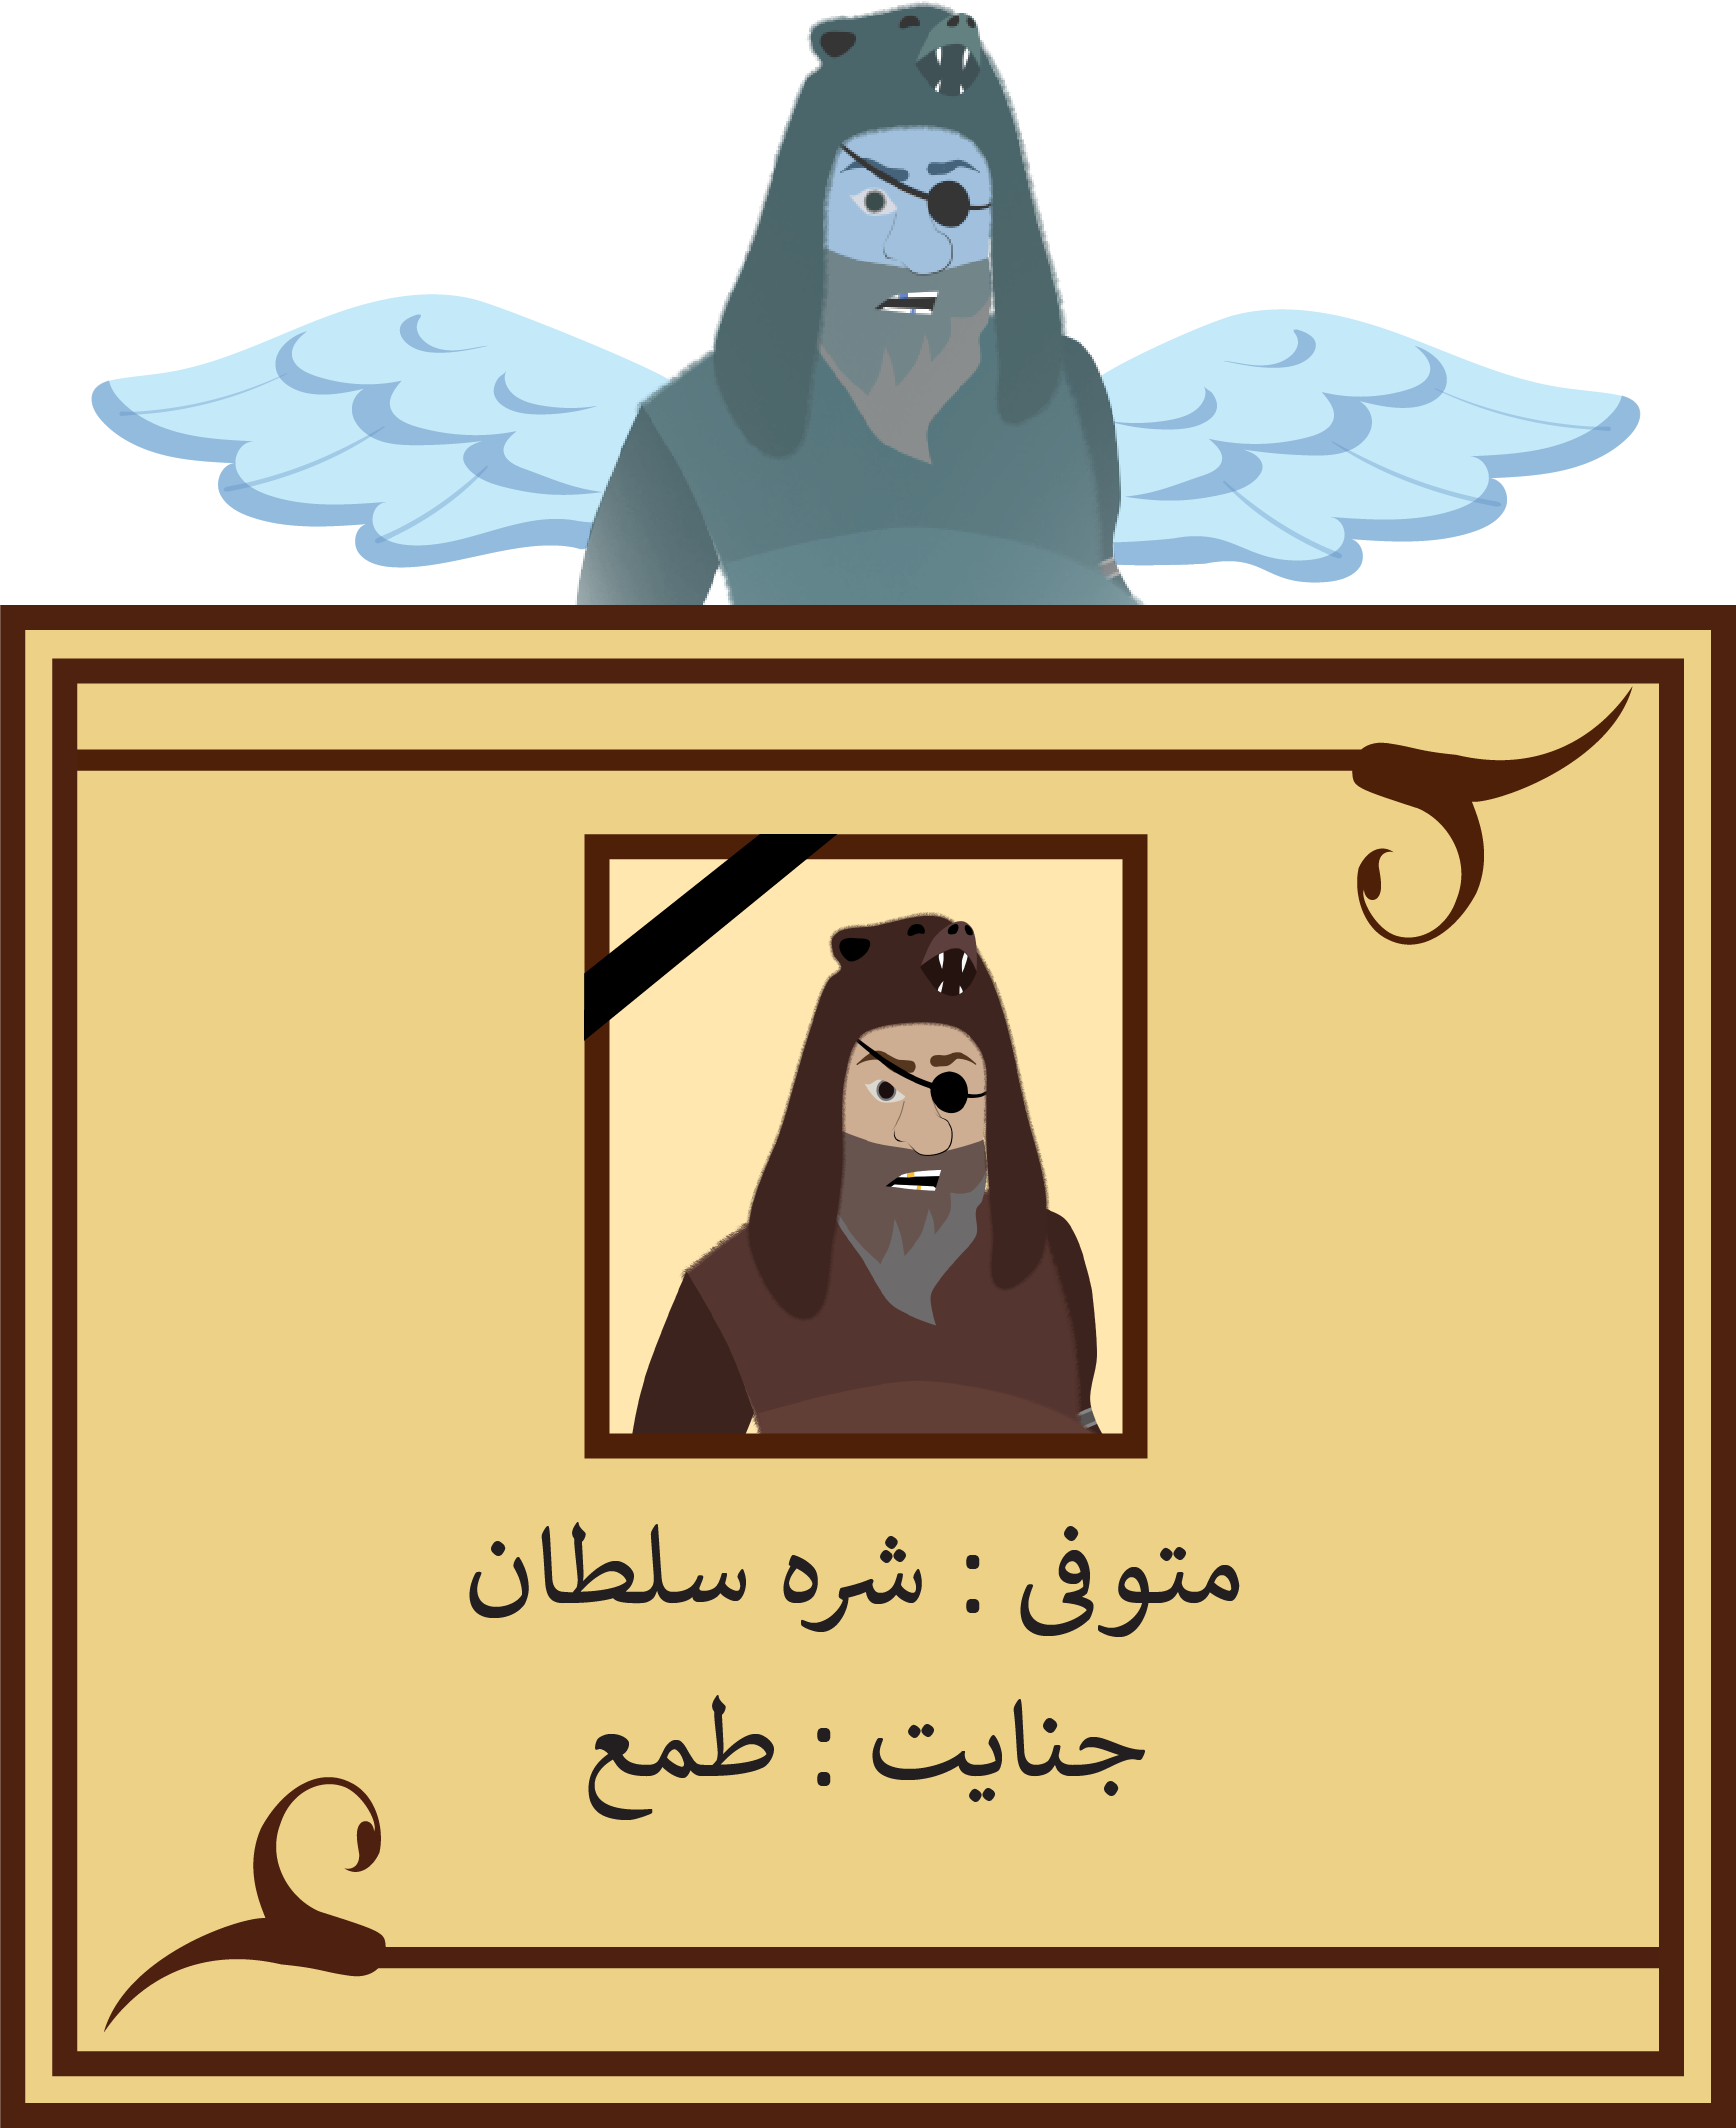 متوفی : شره سلطان
جنایت : طمع